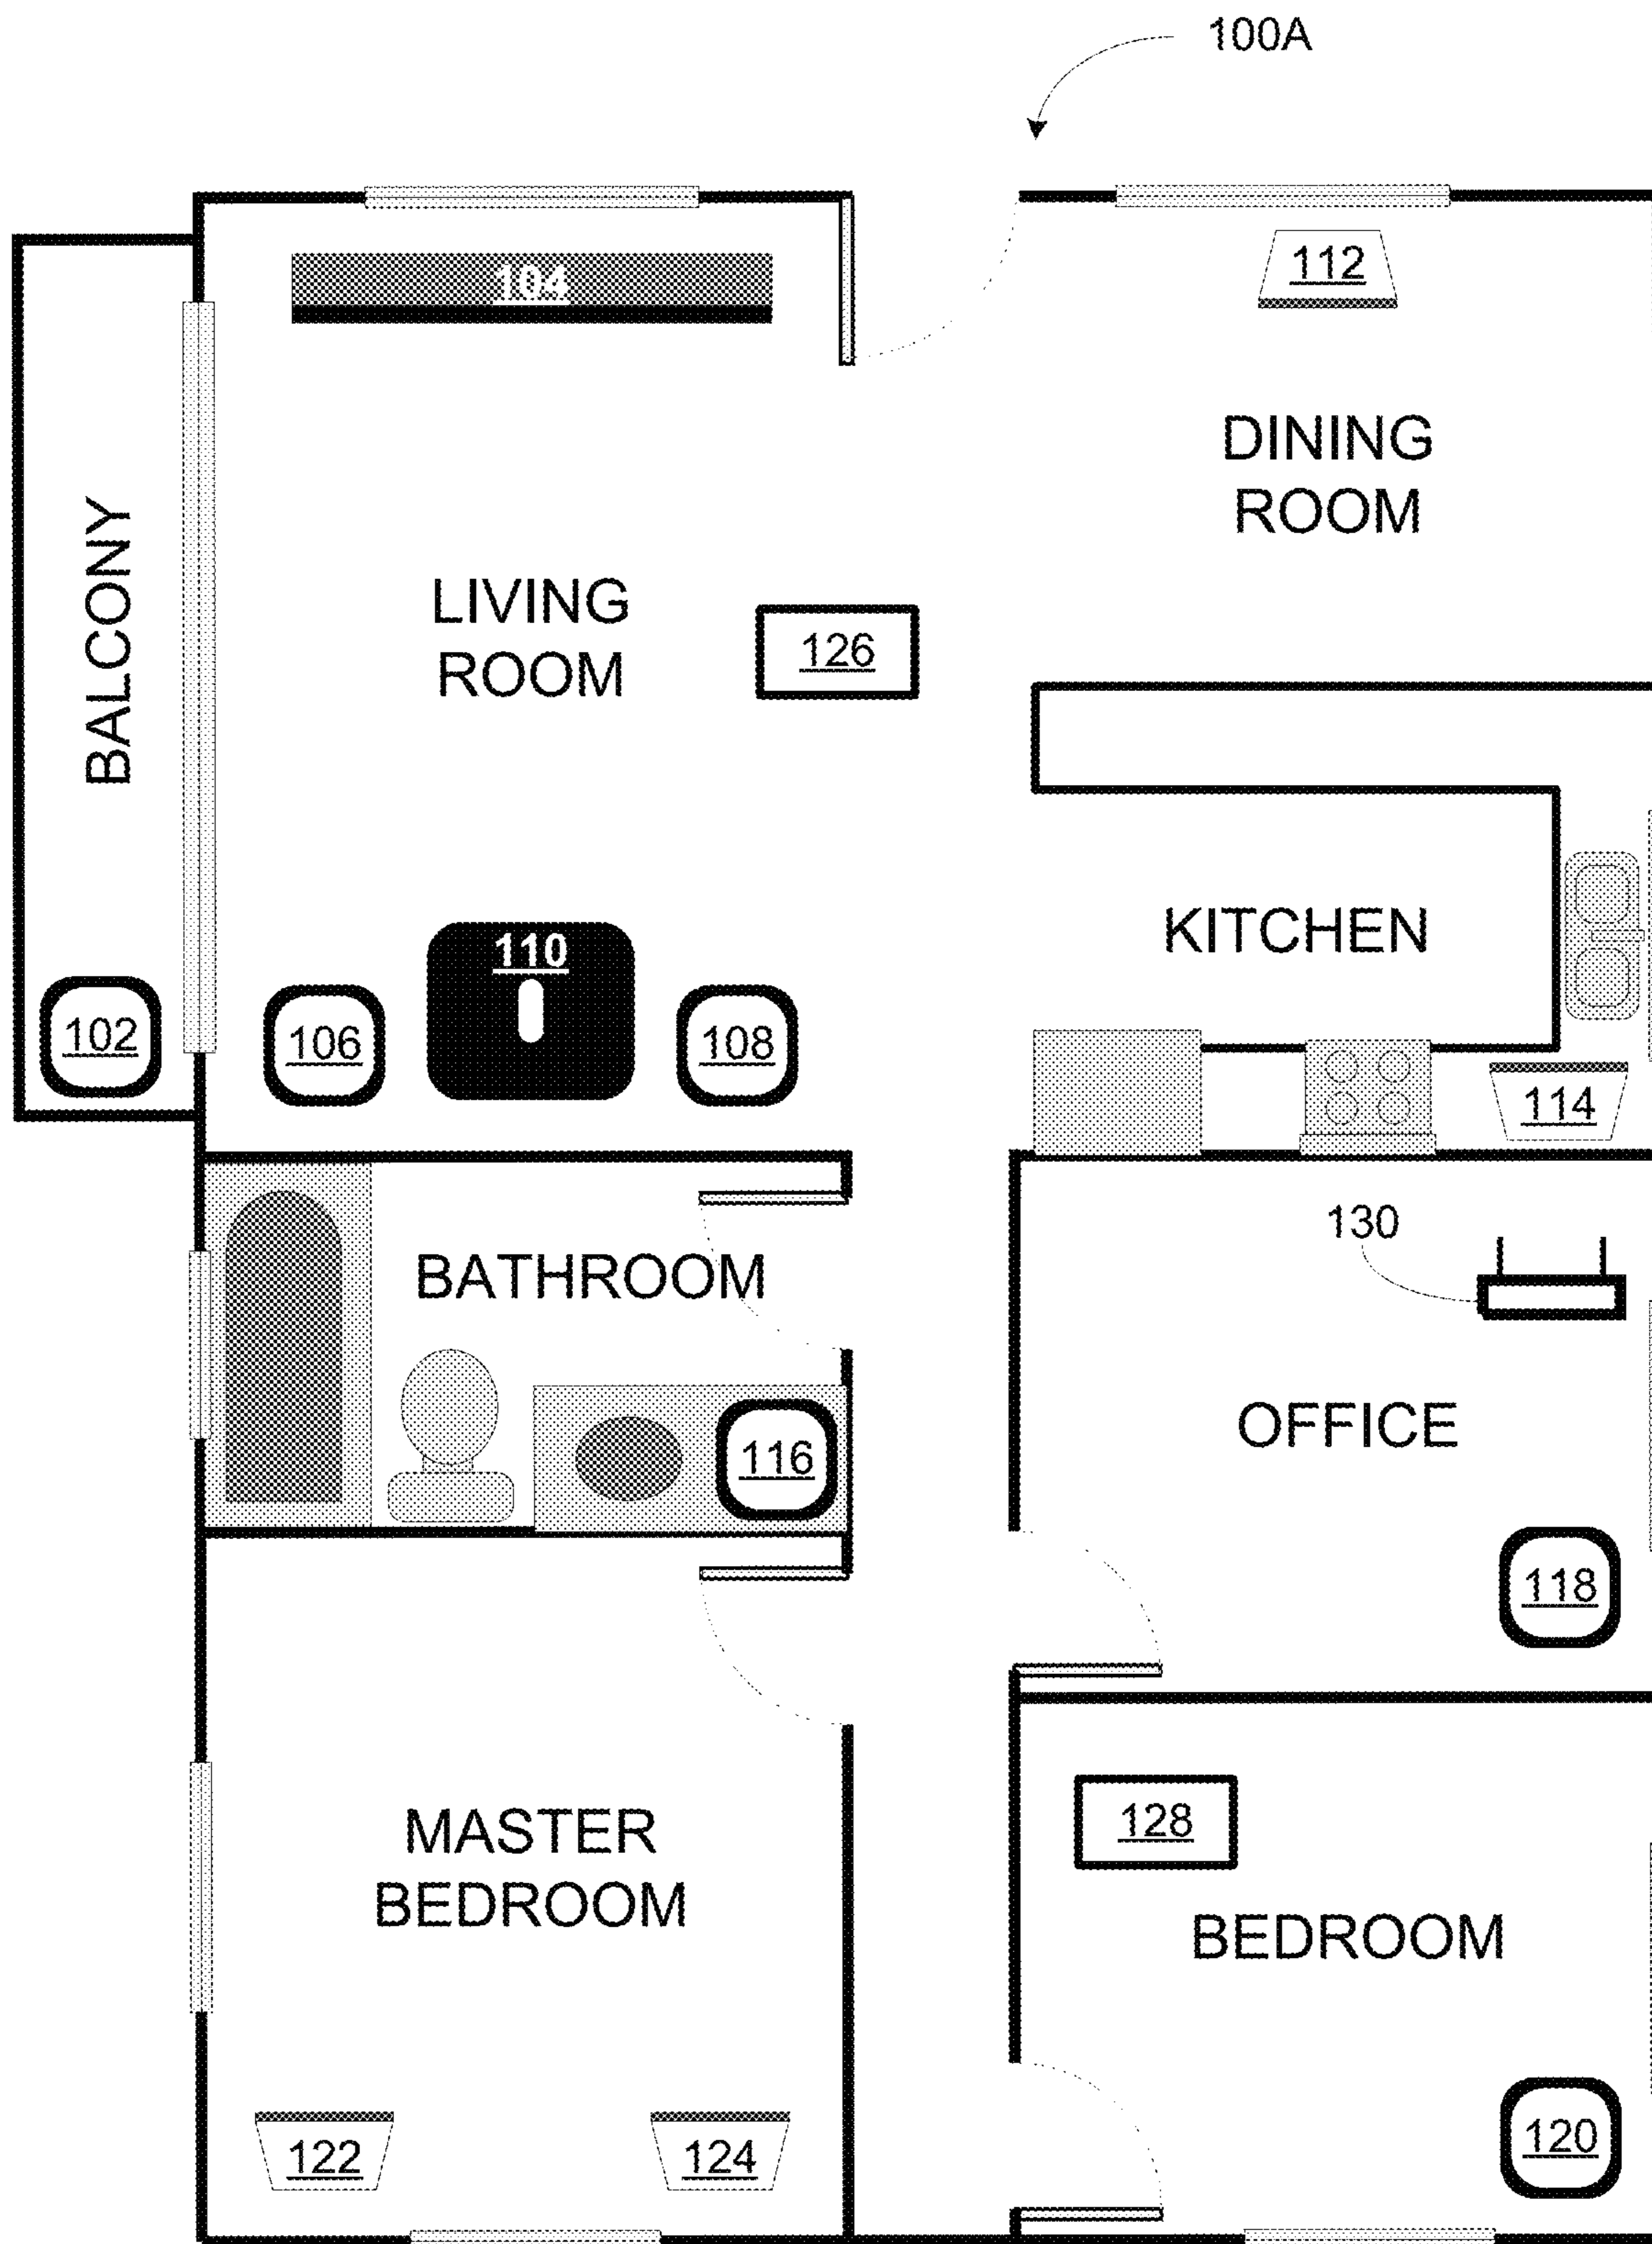 100A
104
112
DINING
ROOM
BALCONY
LIVING
ROOM
126
KITCHEN
110
102
106
108
114
130
BATHROOM
OFFICE
116
118
MASTER
BEDROOM
128
BEDROOM
122
124
120